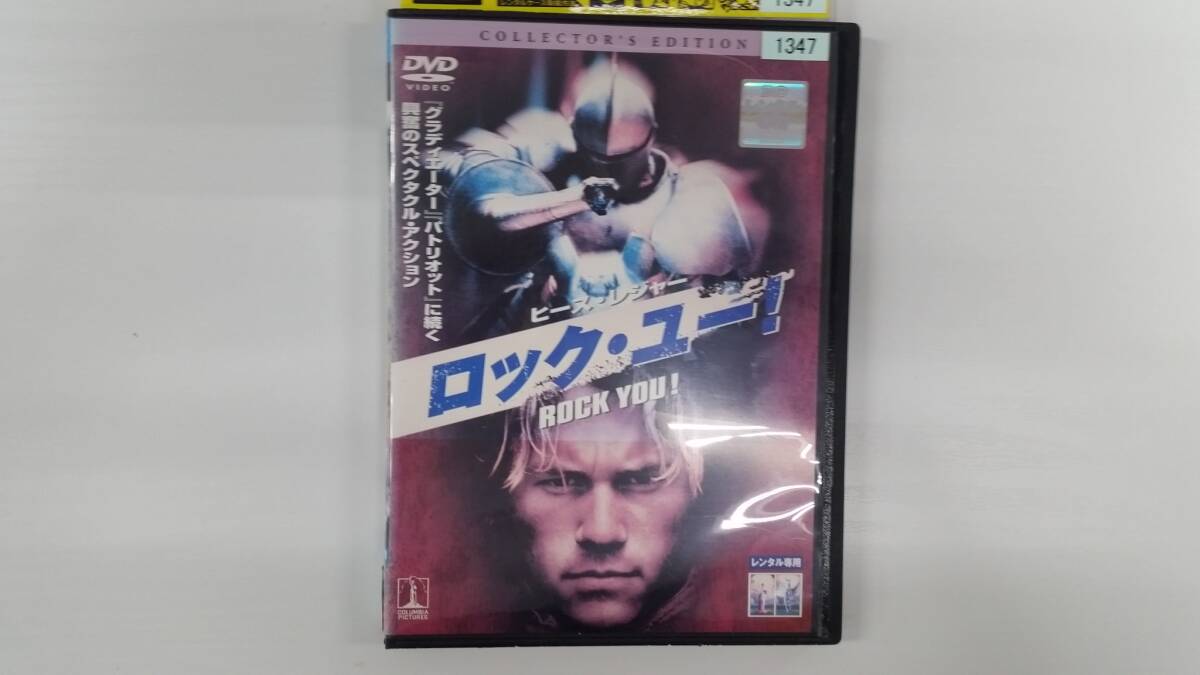 1347
COLLECTOR'S EDITION
1347
DVD
VIDEO
『グラディエーター』『パトリオット』に続く
興奮のスペクタクル・アクション
ヒース・レジャー
ロック・ユー!
ROCK YOU!
レンタル専用
COLUMBIA
PICTURES